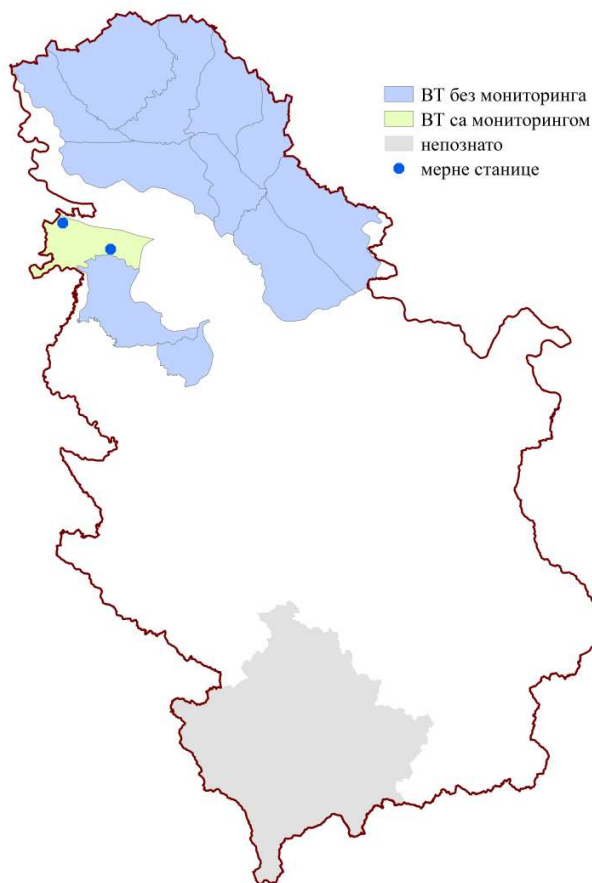 ВТ без мониторинга
ВТ са мониторингом
непознато
мерне станице